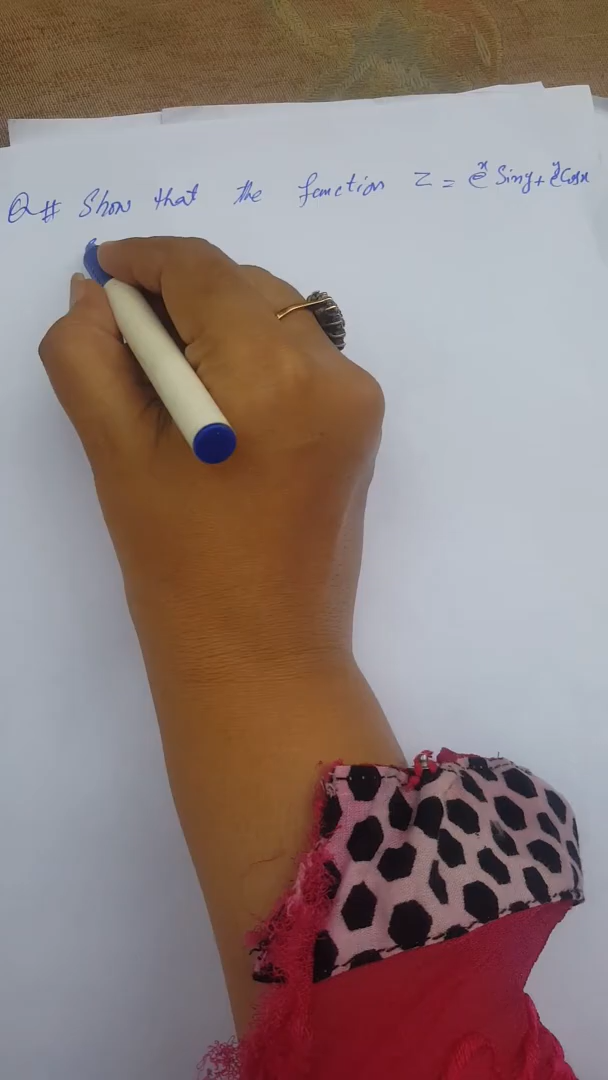 Q# Show that the function Z = e^x Siny + e^y Cosx